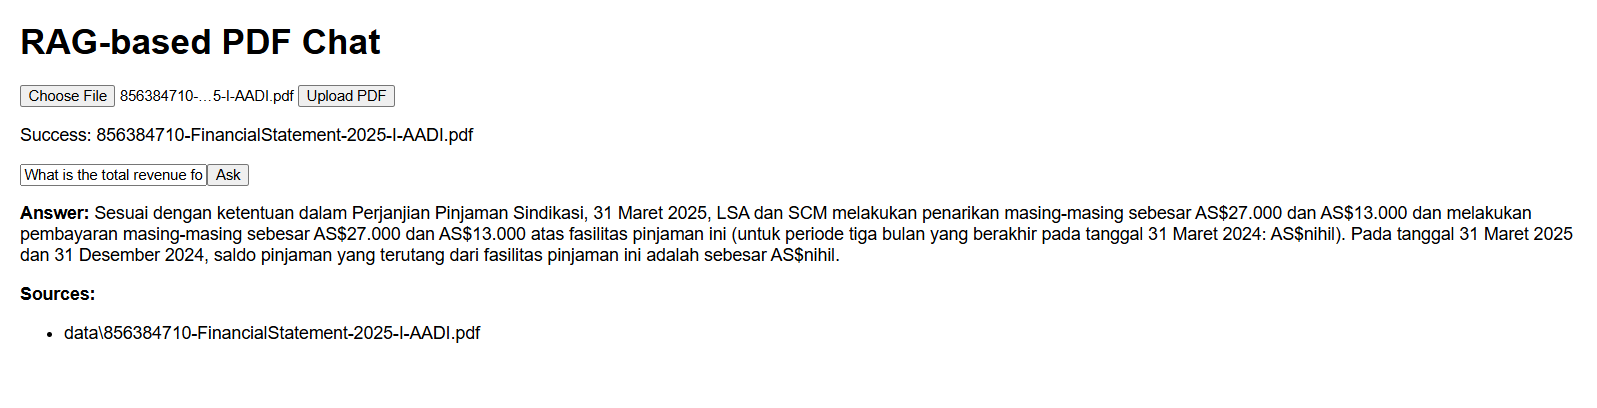 RAG-based PDF Chat
Choose File 856384710-...5-I-AADI.pdf Upload PDF
Success: 856384710-FinancialStatement-2025-I-AADI.pdf
What is the total revenue fo Ask
Answer: Sesuai dengan ketentuan dalam Perjanjian Pinjaman Sindikasi, 31 Maret 2025, LSA dan SCM melakukan penarikan masing-masing sebesar AS$27.000 dan AS$13.000 dan melakukan
pembayaran masing-masing sebesar AS$27.000 dan AS$13.000 atas fasilitas pinjaman ini (untuk periode tiga bulan yang berakhir pada tanggal 31 Maret 2024: AS$nihil). Pada tanggal 31 Maret 2025
dan 31 Desember 2024, saldo pinjaman yang terutang dari fasilitas pinjaman ini adalah sebesar AS$nihil.
Sources:
• data\856384710-FinancialStatement-2025-I-AADI.pdf